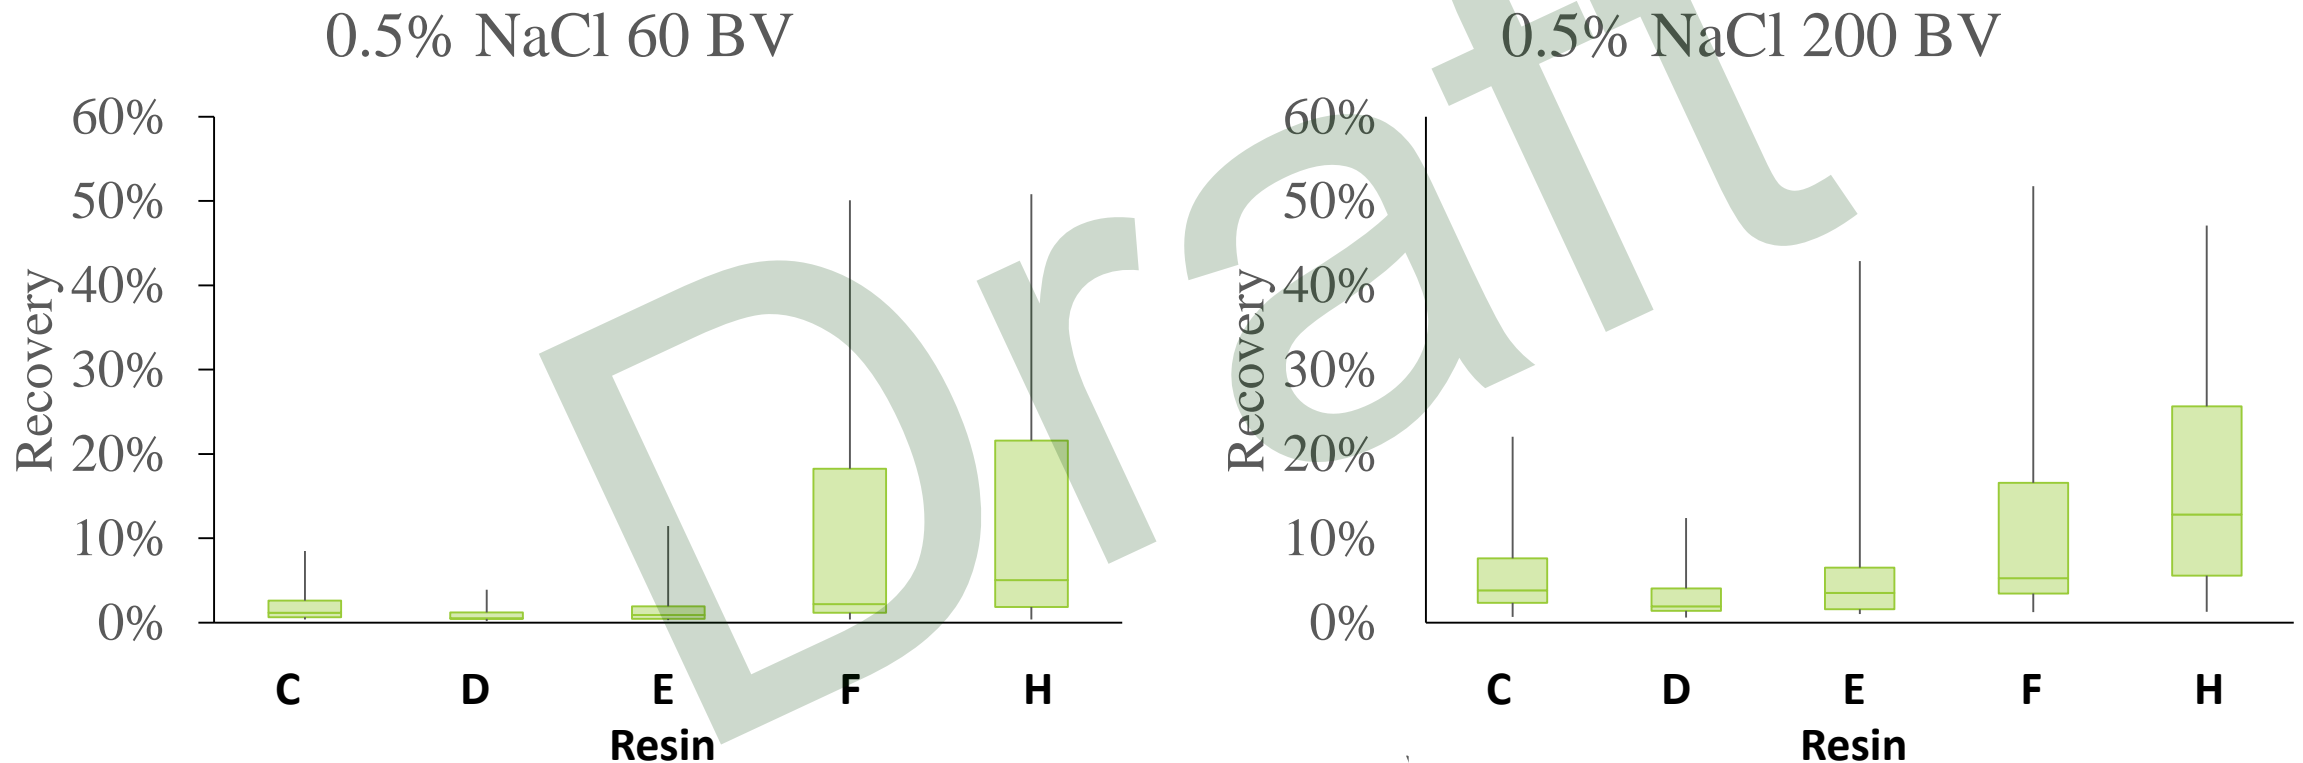 0.5% NaCl 60 BV
60%
50%
40%
30%
20%
10%
0%
Recovery
C D E F H
Resin
0.5% NaCl 200 BV
60%
50%
40%
30%
20%
10%
0%
Recovery
C D E F H
Resin
Draft